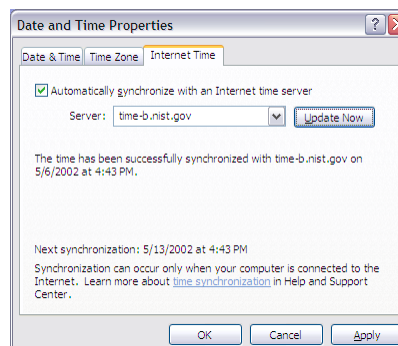 Date and Time Properties
Date & Time Time Zone Internet Time
Automatically synchronize with an Internet time server
Server: time-b.nist.gov Update Now
The time has been successfully synchronized with time-b.nist.gov on
5/6/2002 at 4:43 PM.
Next synchronization: 5/13/2002 at 4:43 PM
Synchronization can occur only when your computer is connected to the
Internet. Learn more about time synchronization in Help and Support
Center.
OK Cancel Apply